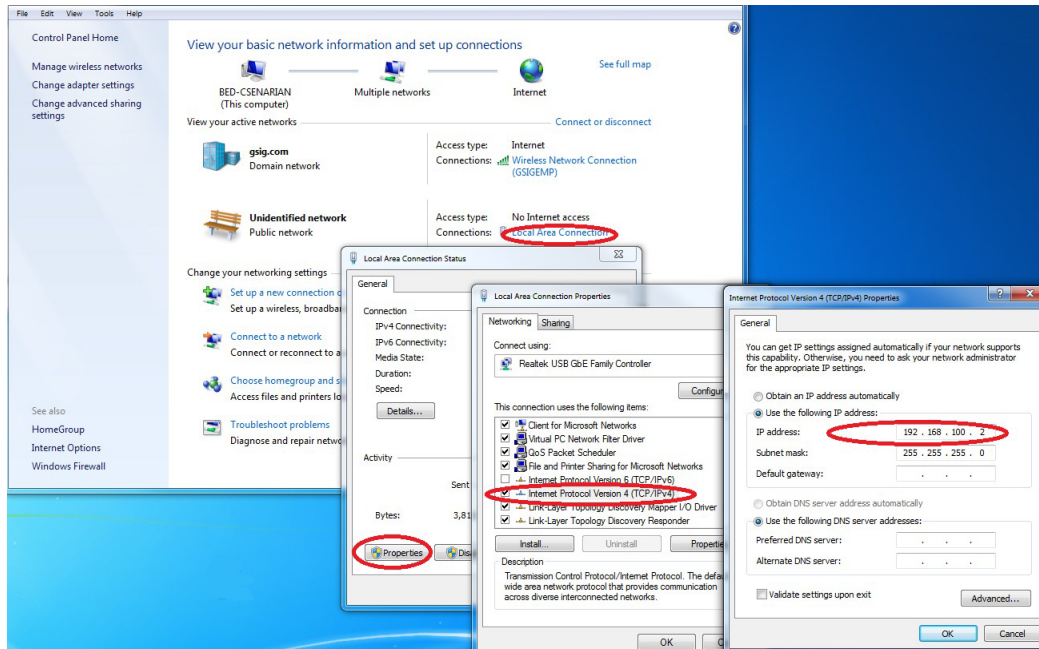 File Edit View Tools Help
Control Panel Home
Manage wireless networks
Change adapter settings
Change advanced sharing
settings
See also
HomeGroup
Internet Options
Windows Firewall
View your basic network information and set up connections
See full map
BED-CSENARIAN
(This computer)
Multiple networks
Internet
View your active networks
Connect or disconnect
gsig.com
Domain network
Access type: Internet
Connections: Wireless Network Connection
(GSIGEMP)
Unidentified network
Public network
Access type: No Internet access
Connections: Local Area Connection
Change your networking settings
Set up a new connection
Set up a wireless, broadba
Connect to a network
Connect or reconnect to a
Choose homegroup and s
Access files and printers lo
Troubleshoot problems
Diagnose and repair netwo
Local Area Connection Status
General
Connection
IPv4 Connectivity:
IPv6 Connectivity:
Media State:
Duration:
Speed:
Details...
Activity
Sent
Bytes: 3,81
Properties
Disa
Local Area Connection Properties
Networking Sharing
Connect using:
Realtek USB GbE Family Controller
Configur
This connection uses the following items:
Client for Microsoft Networks
Virtual PC Network Filter Driver
QoS Packet Scheduler
File and Printer Sharing for Microsoft Networks
Internet Protocol Version 6 (TCP/IPv6)
Internet Protocol Version 4 (TCP/IPv4)
Link-Layer Topology Discovery Mapper I/O Driver
Link-Layer Topology Discovery Responder
Install... Uninstall Propertie
Description
Transmission Control Protocol/Internet Protocol. The defau
wide area network protocol that provides communication
across diverse interconnected networks.
OK C
Internet Protocol Version 4 (TCP/IPv4) Properties
General
You can get IP settings assigned automatically if your network supports
this capability. Otherwise, you need to ask your network administrator
for the appropriate IP settings.
Obtain an IP address automatically
Use the following IP address:
IP address: 192 . 168 . 100 . 2
Subnet mask: 255 . 255 . 255 . 0
Default gateway: . . .
Obtain DNS server address automatically
Use the following DNS server addresses:
Preferred DNS server: . . .
Alternate DNS server: . . .
Validate settings upon exit
Advanced...
OK Cancel